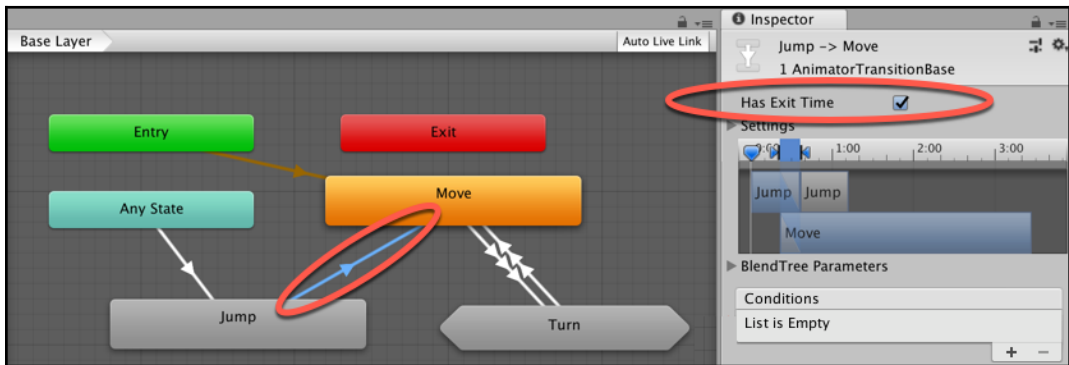 Base Layer
Auto Live Link
Entry
Exit
Move
Any State
Jump
Turn
Inspector
Jump -> Move
1 AnimatorTransitionBase
Has Exit Time
Settings
1:00 2:00 3:00
Jump Jump
Move
BlendTree Parameters
Conditions
List is Empty
+ −